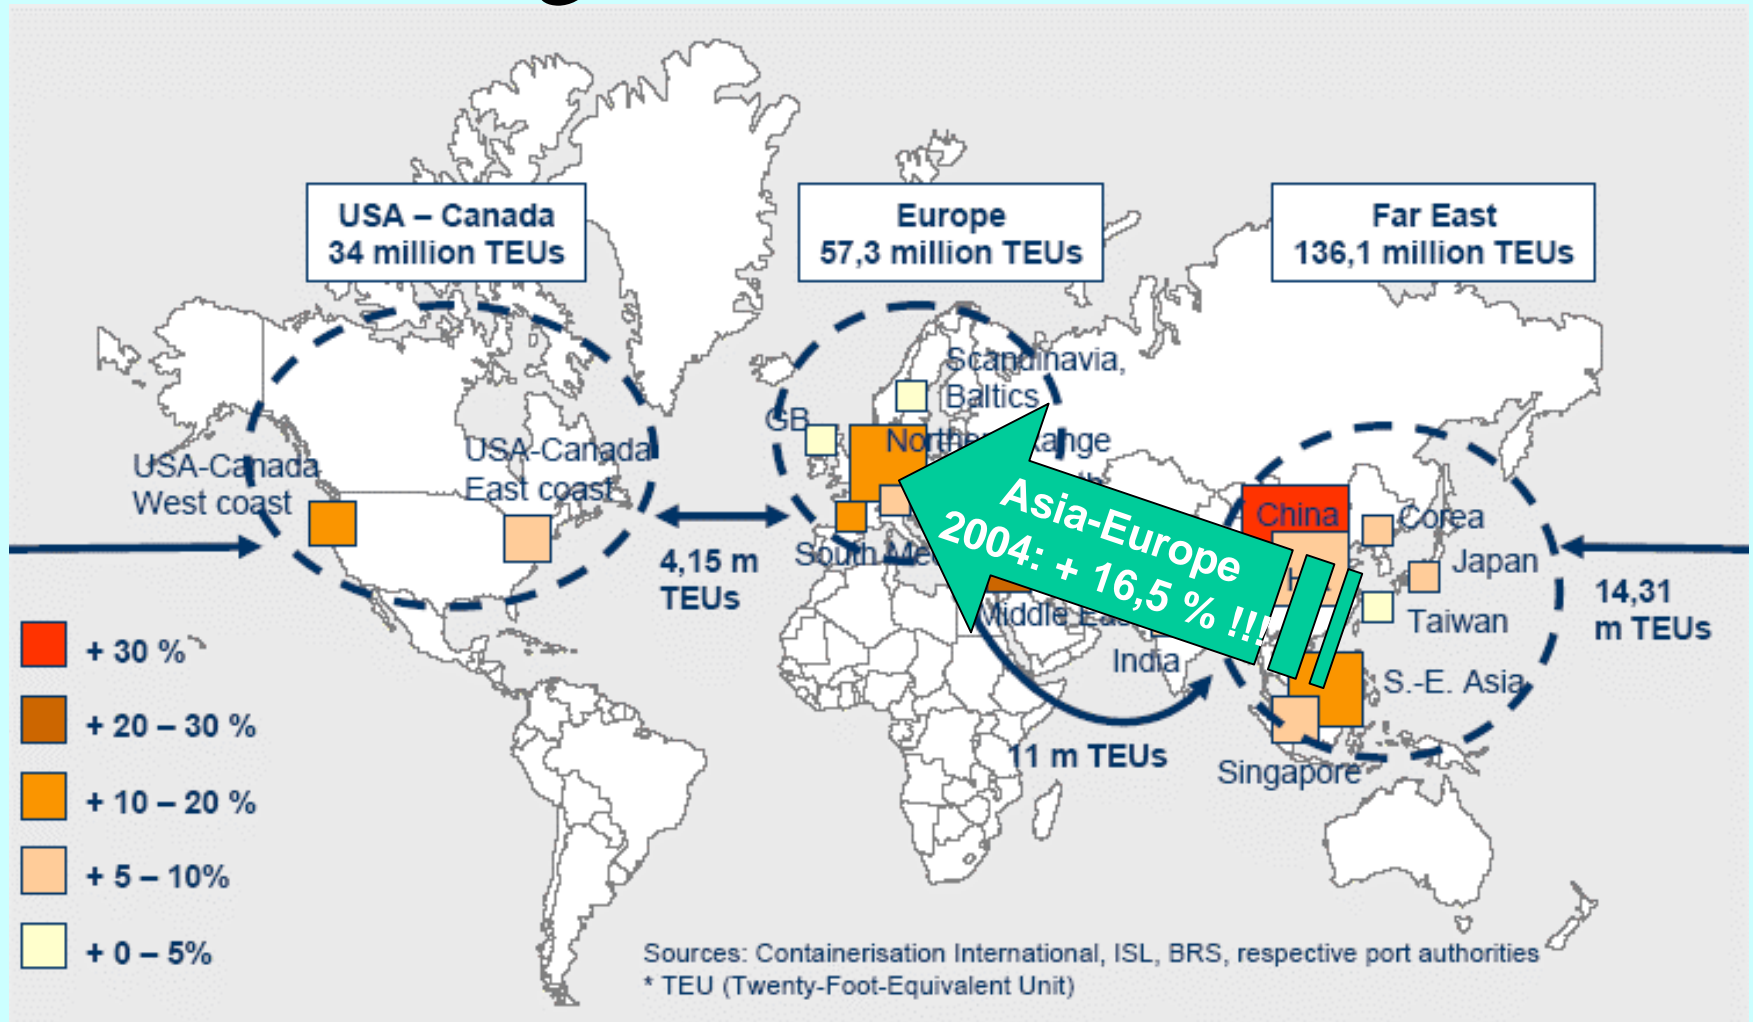 USA – Canada
34 million TEUs
Europe
57,3 million TEUs
Far East
136,1 million TEUs
Scandinavia,
Baltics
GB
Range
USA-Canada
West coast
USA-Canada
East coast
Asia-Europe
2004: + 16,5 % !!!
China
Corea
Japan
Taiwan
South
Middle
India
S.-E. Asia
Singapore
4,15 m
TEUs
14,31
m TEUs
11 m TEUs
+ 30 %
+ 20 – 30 %
+ 10 – 20 %
+ 5 – 10%
+ 0 – 5%
Sources: Containerisation International, ISL, BRS, respective port authorities
* TEU (Twenty-Foot-Equivalent Unit)